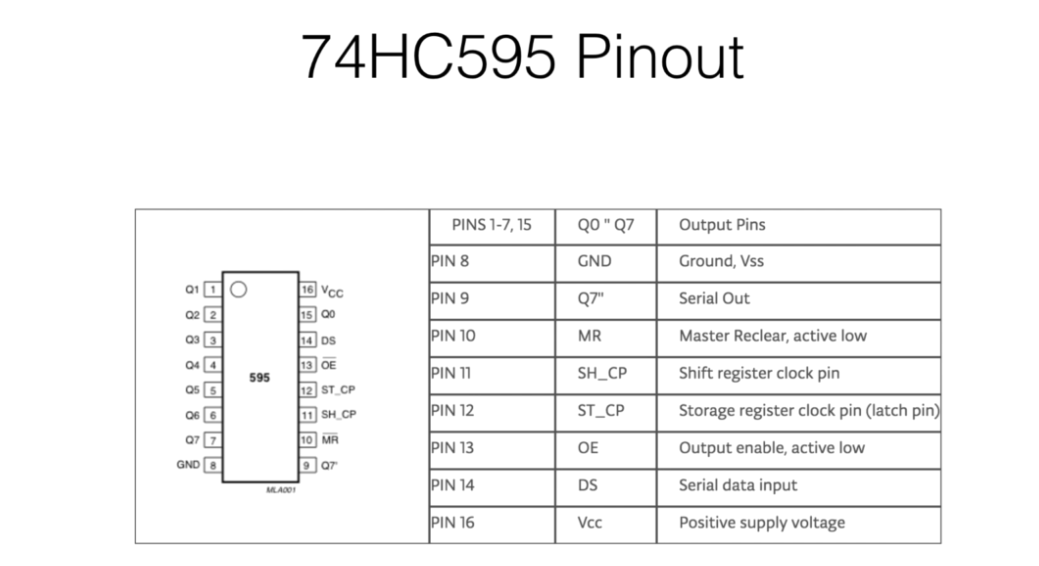 74HC595 Pinout
Q1 1
Q2 2
Q3 3
Q4 4
Q5 5
Q6 6
Q7 7
GND 8
595
16 VCC
15 Q0
14 DS
13 OE
12 ST_CP
11 SH_CP
10 MR
9 Q7'
MLA001
PINS 1-7, 15 Q0 " Q7 Output Pins
PIN 8 GND Ground, Vss
PIN 9 Q7" Serial Out
PIN 10 MR Master Reclear, active low
PIN 11 SH_CP Shift register clock pin
PIN 12 ST_CP Storage register clock pin (latch pin)
PIN 13 OE Output enable, active low
PIN 14 DS Serial data input
PIN 16 Vcc Positive supply voltage